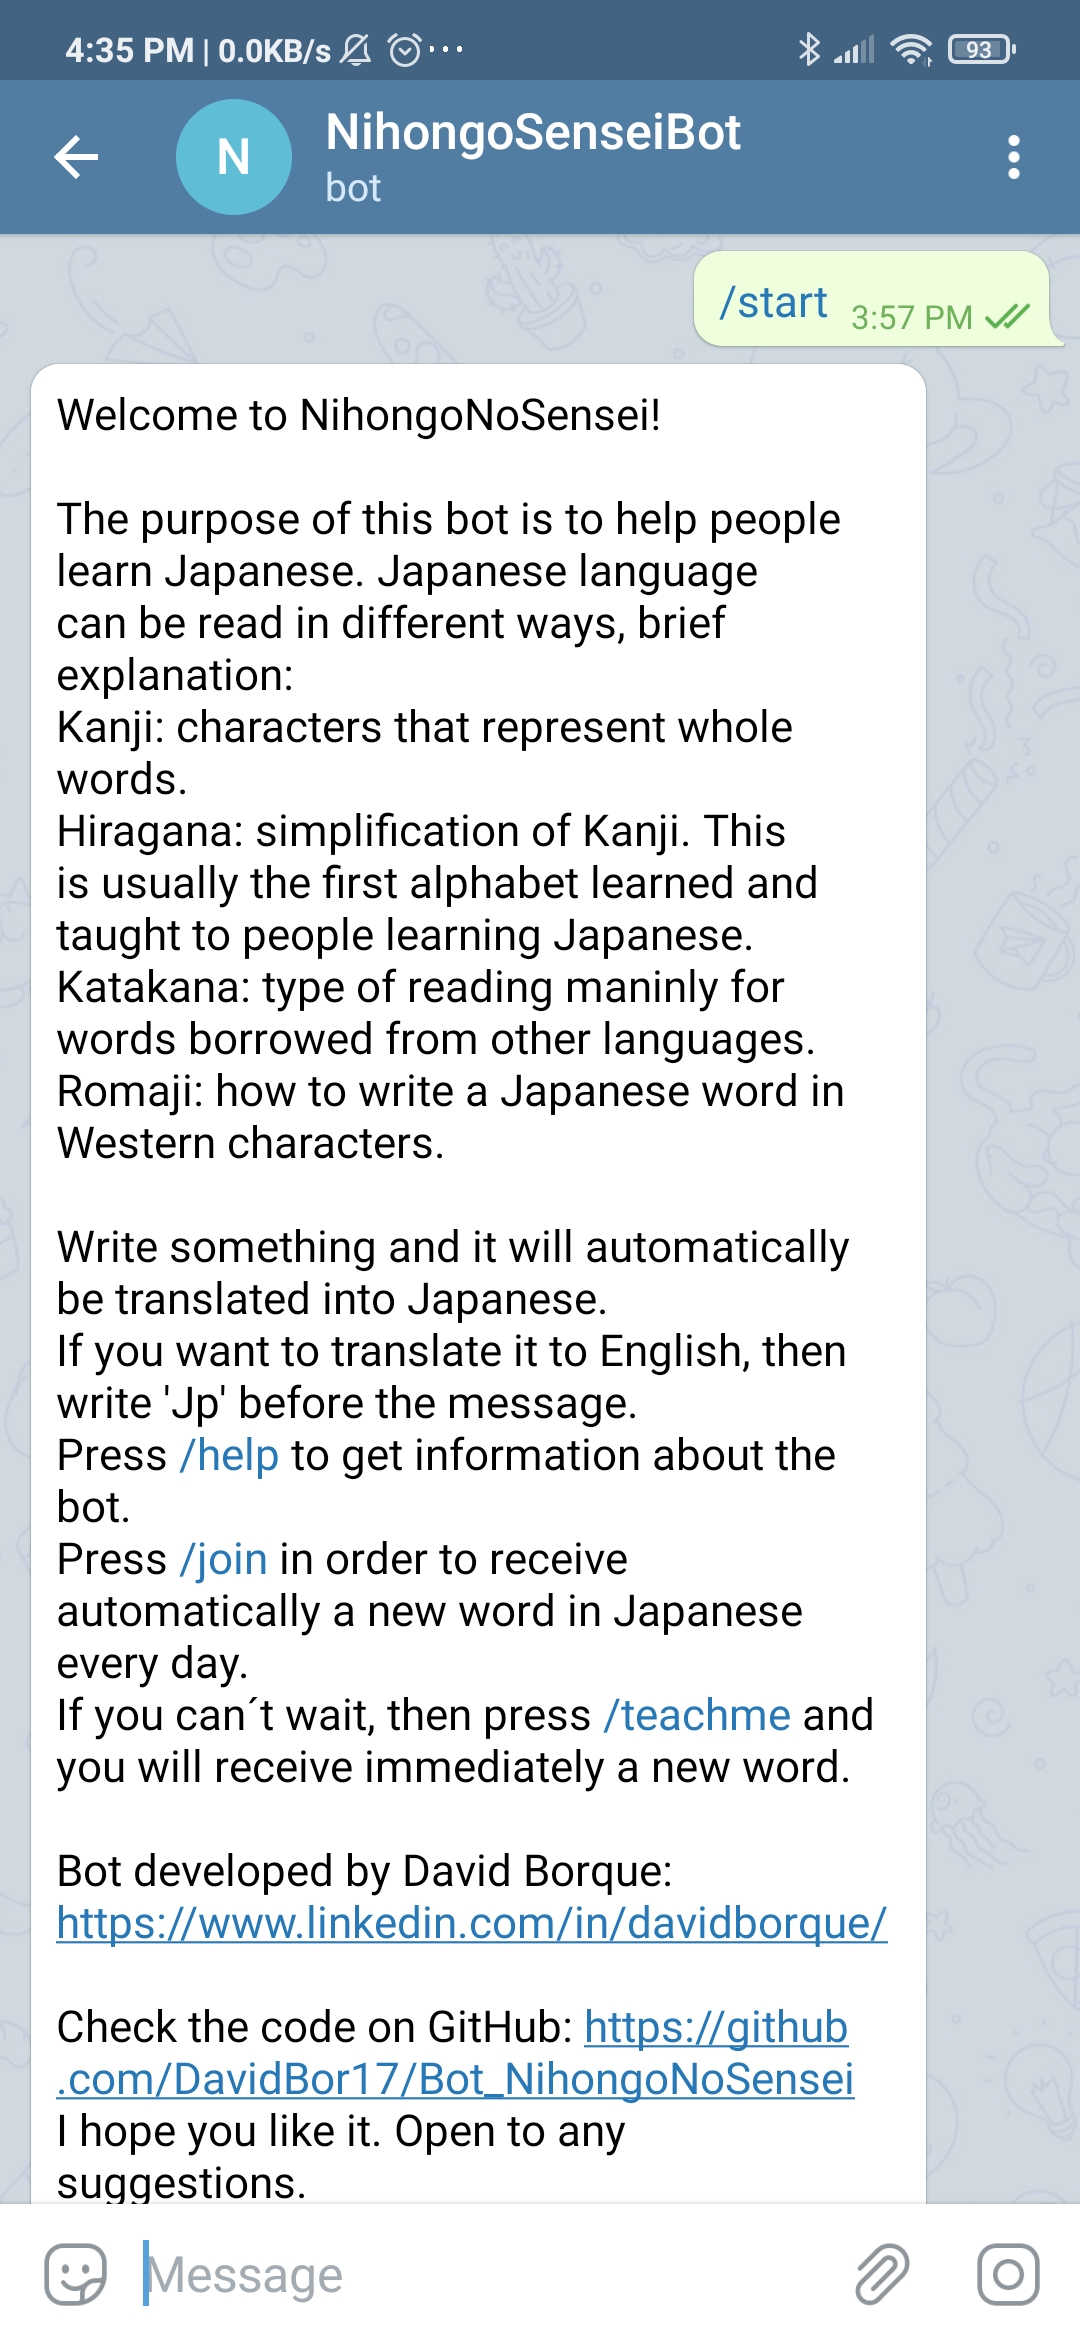 4:35 PM | 0.0KB/s ... 93
N
NihongoSenseiBot
bot
/start 3:57 PM
Welcome to NihongoNoSensei!
The purpose of this bot is to help people
learn Japanese. Japanese language
can be read in different ways, brief
explanation:
Kanji: characters that represent whole
words.
Hiragana: simplification of Kanji. This
is usually the first alphabet learned and
taught to people learning Japanese.
Katakana: type of reading maninly for
words borrowed from other languages.
Romaji: how to write a Japanese word in
Western characters.
Write something and it will automatically
be translated into Japanese.
If you want to translate it to English, then
write 'Jp' before the message.
Press /help to get information about the
bot.
Press /join in order to receive
automatically a new word in Japanese
every day.
If you can´t wait, then press /teachme and
you will receive immediately a new word.
Bot developed by David Borque:
https://www.linkedin.com/in/davidborque/
Check the code on GitHub: https://github
.com/DavidBor17/Bot_NihongoNoSensei
I hope you like it. Open to any
suggestions.
Message